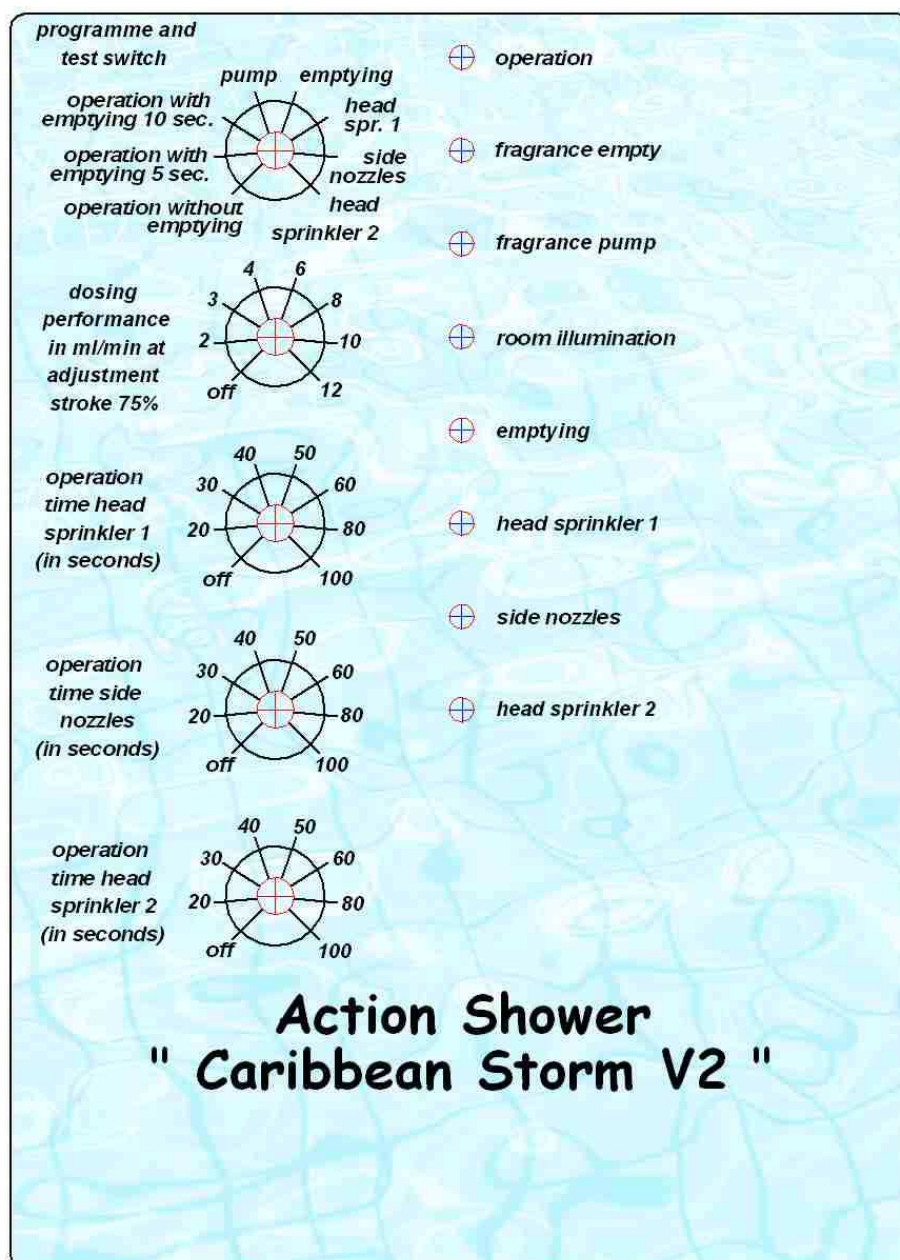 programme and
test switch
pump
emptying
operation with
emptying 10 sec.
head
spr. 1
operation with
emptying 5 sec.
side
nozzles
operation without
emptying
head
sprinkler 2
dosing
performance
in ml/min at
adjustment
stroke 75%
4
6
3
8
2
10
off
12
operation
time head
sprinkler 1
(in seconds)
40
50
30
60
20
80
off
100
operation
time side
nozzles
(in seconds)
40
50
30
60
20
80
off
100
operation
time head
sprinkler 2
(in seconds)
40
50
30
60
20
80
off
100
operation
fragrance empty
fragrance pump
room illumination
emptying
head sprinkler 1
side nozzles
head sprinkler 2
Action Shower
" Caribbean Storm V2 "